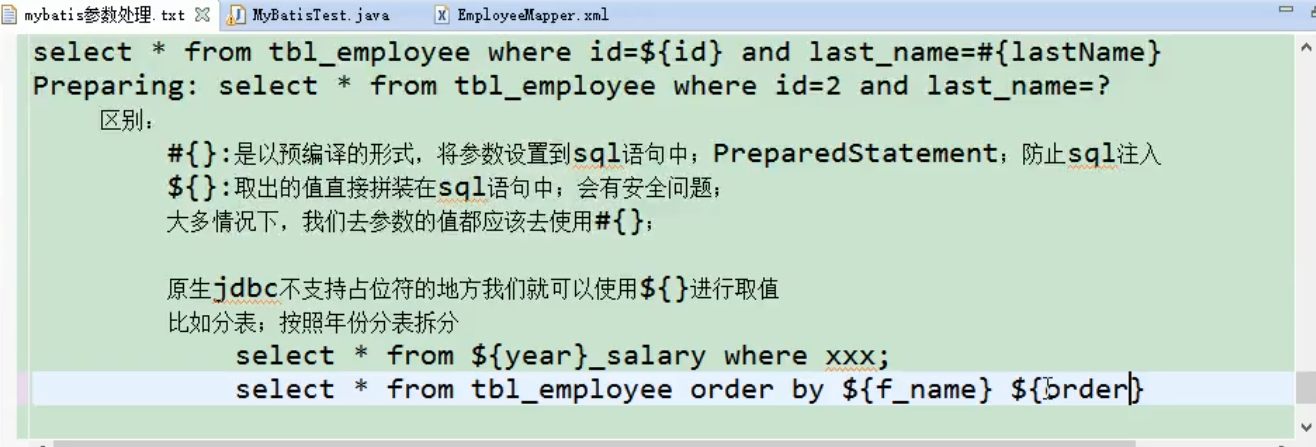 mybatis参数处理.txt MyBatisTest.java EmployeeMapper.xml
select * from tbl_employee where id=${id} and last_name=#{lastName}
Preparing: select * from tbl_employee where id=2 and last_name=?
区别：
#{}:是以预编译的形式，将参数设置到sql语句中；PreparedStatement；防止sql注入
${}:取出的值直接拼装在sql语句中；会有安全问题；
大多情况下，我们去参数的值都应该去使用#{}；
原生jdbc不支持占位符的地方我们就可以使用${}进行取值
比如分表；按照年份分表拆分
select * from ${year}_salary where xxx;
select * from tbl_employee order by ${f_name} ${order}